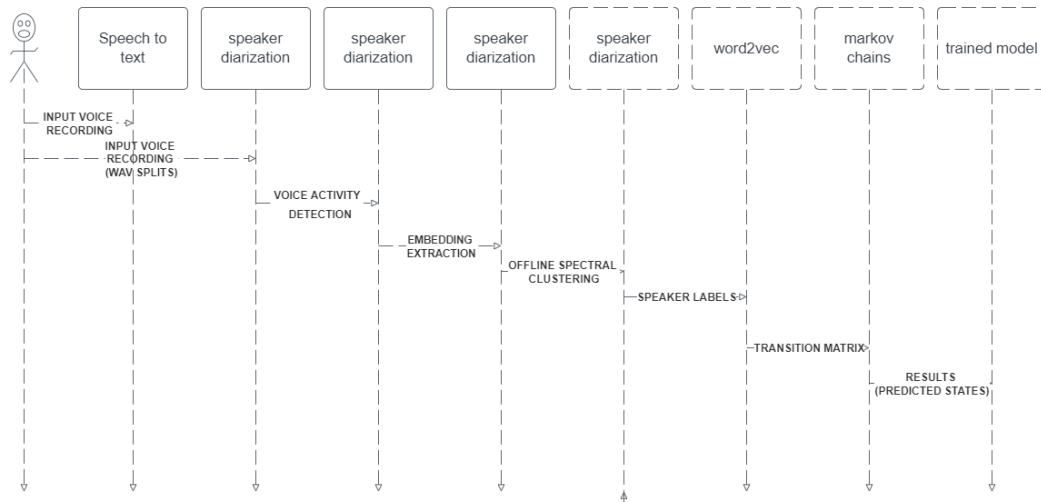 Speech to
text
speaker
diarization
speaker
diarization
speaker
diarization
speaker
diarization
word2vec
markov
chains
trained model
INPUT VOICE
RECORDING
INPUT VOICE
RECORDING
(WAV SPLITS)
VOICE ACTIVITY
DETECTION
EMBEDDING
EXTRACTION
OFFLINE SPECTRAL
CLUSTERING
SPEAKER LABELS
TRANSITION MATRIX
RESULTS
(PREDICTED STATES)